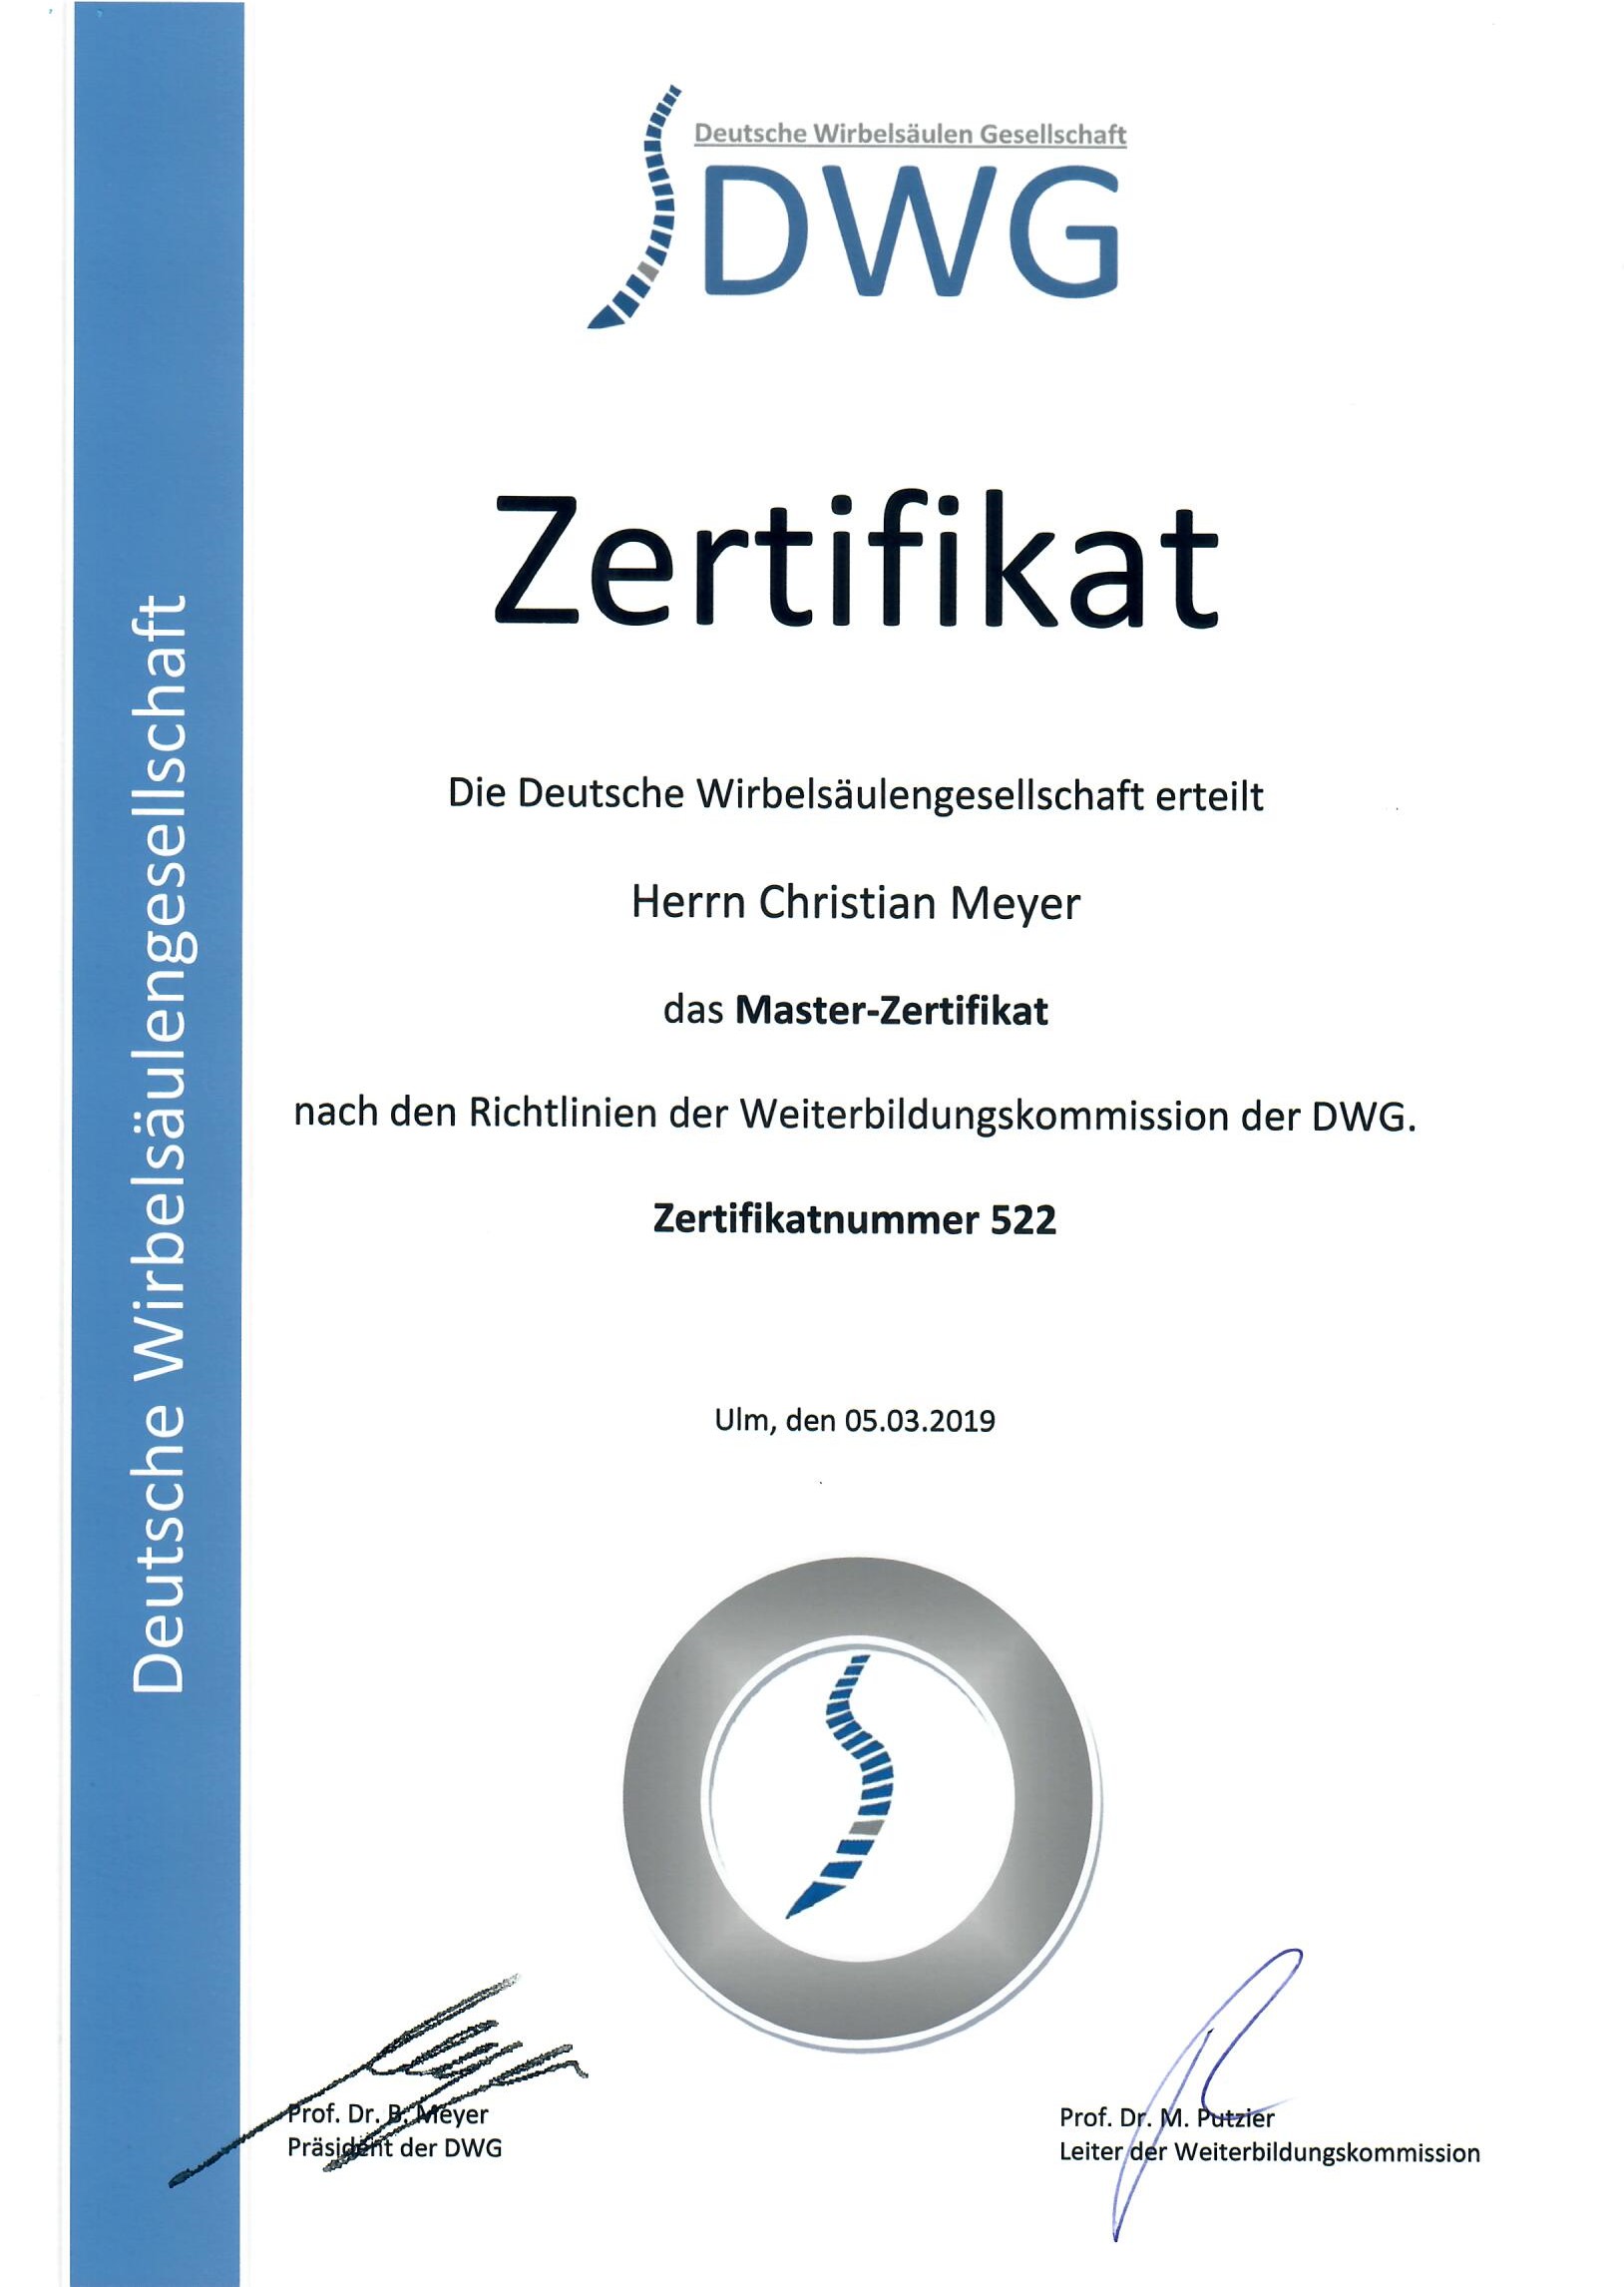 Deutsche Wirbelsäulen Gesellschaft
DWG
Zertifikat
Die Deutsche Wirbelsäulengesellschaft erteilt
Herrn Christian Meyer
das Master-Zertifikat
nach den Richtlinien der Weiterbildungskommission der DWG.
Zertifikatnummer 522
Ulm, den 05.03.2019
Prof. Dr. B. Meyer
Präsident der DWG
Prof. Dr. M. Putzier
Leiter der Weiterbildungskommission
Deutsche Wirbelsäulengesellschaft